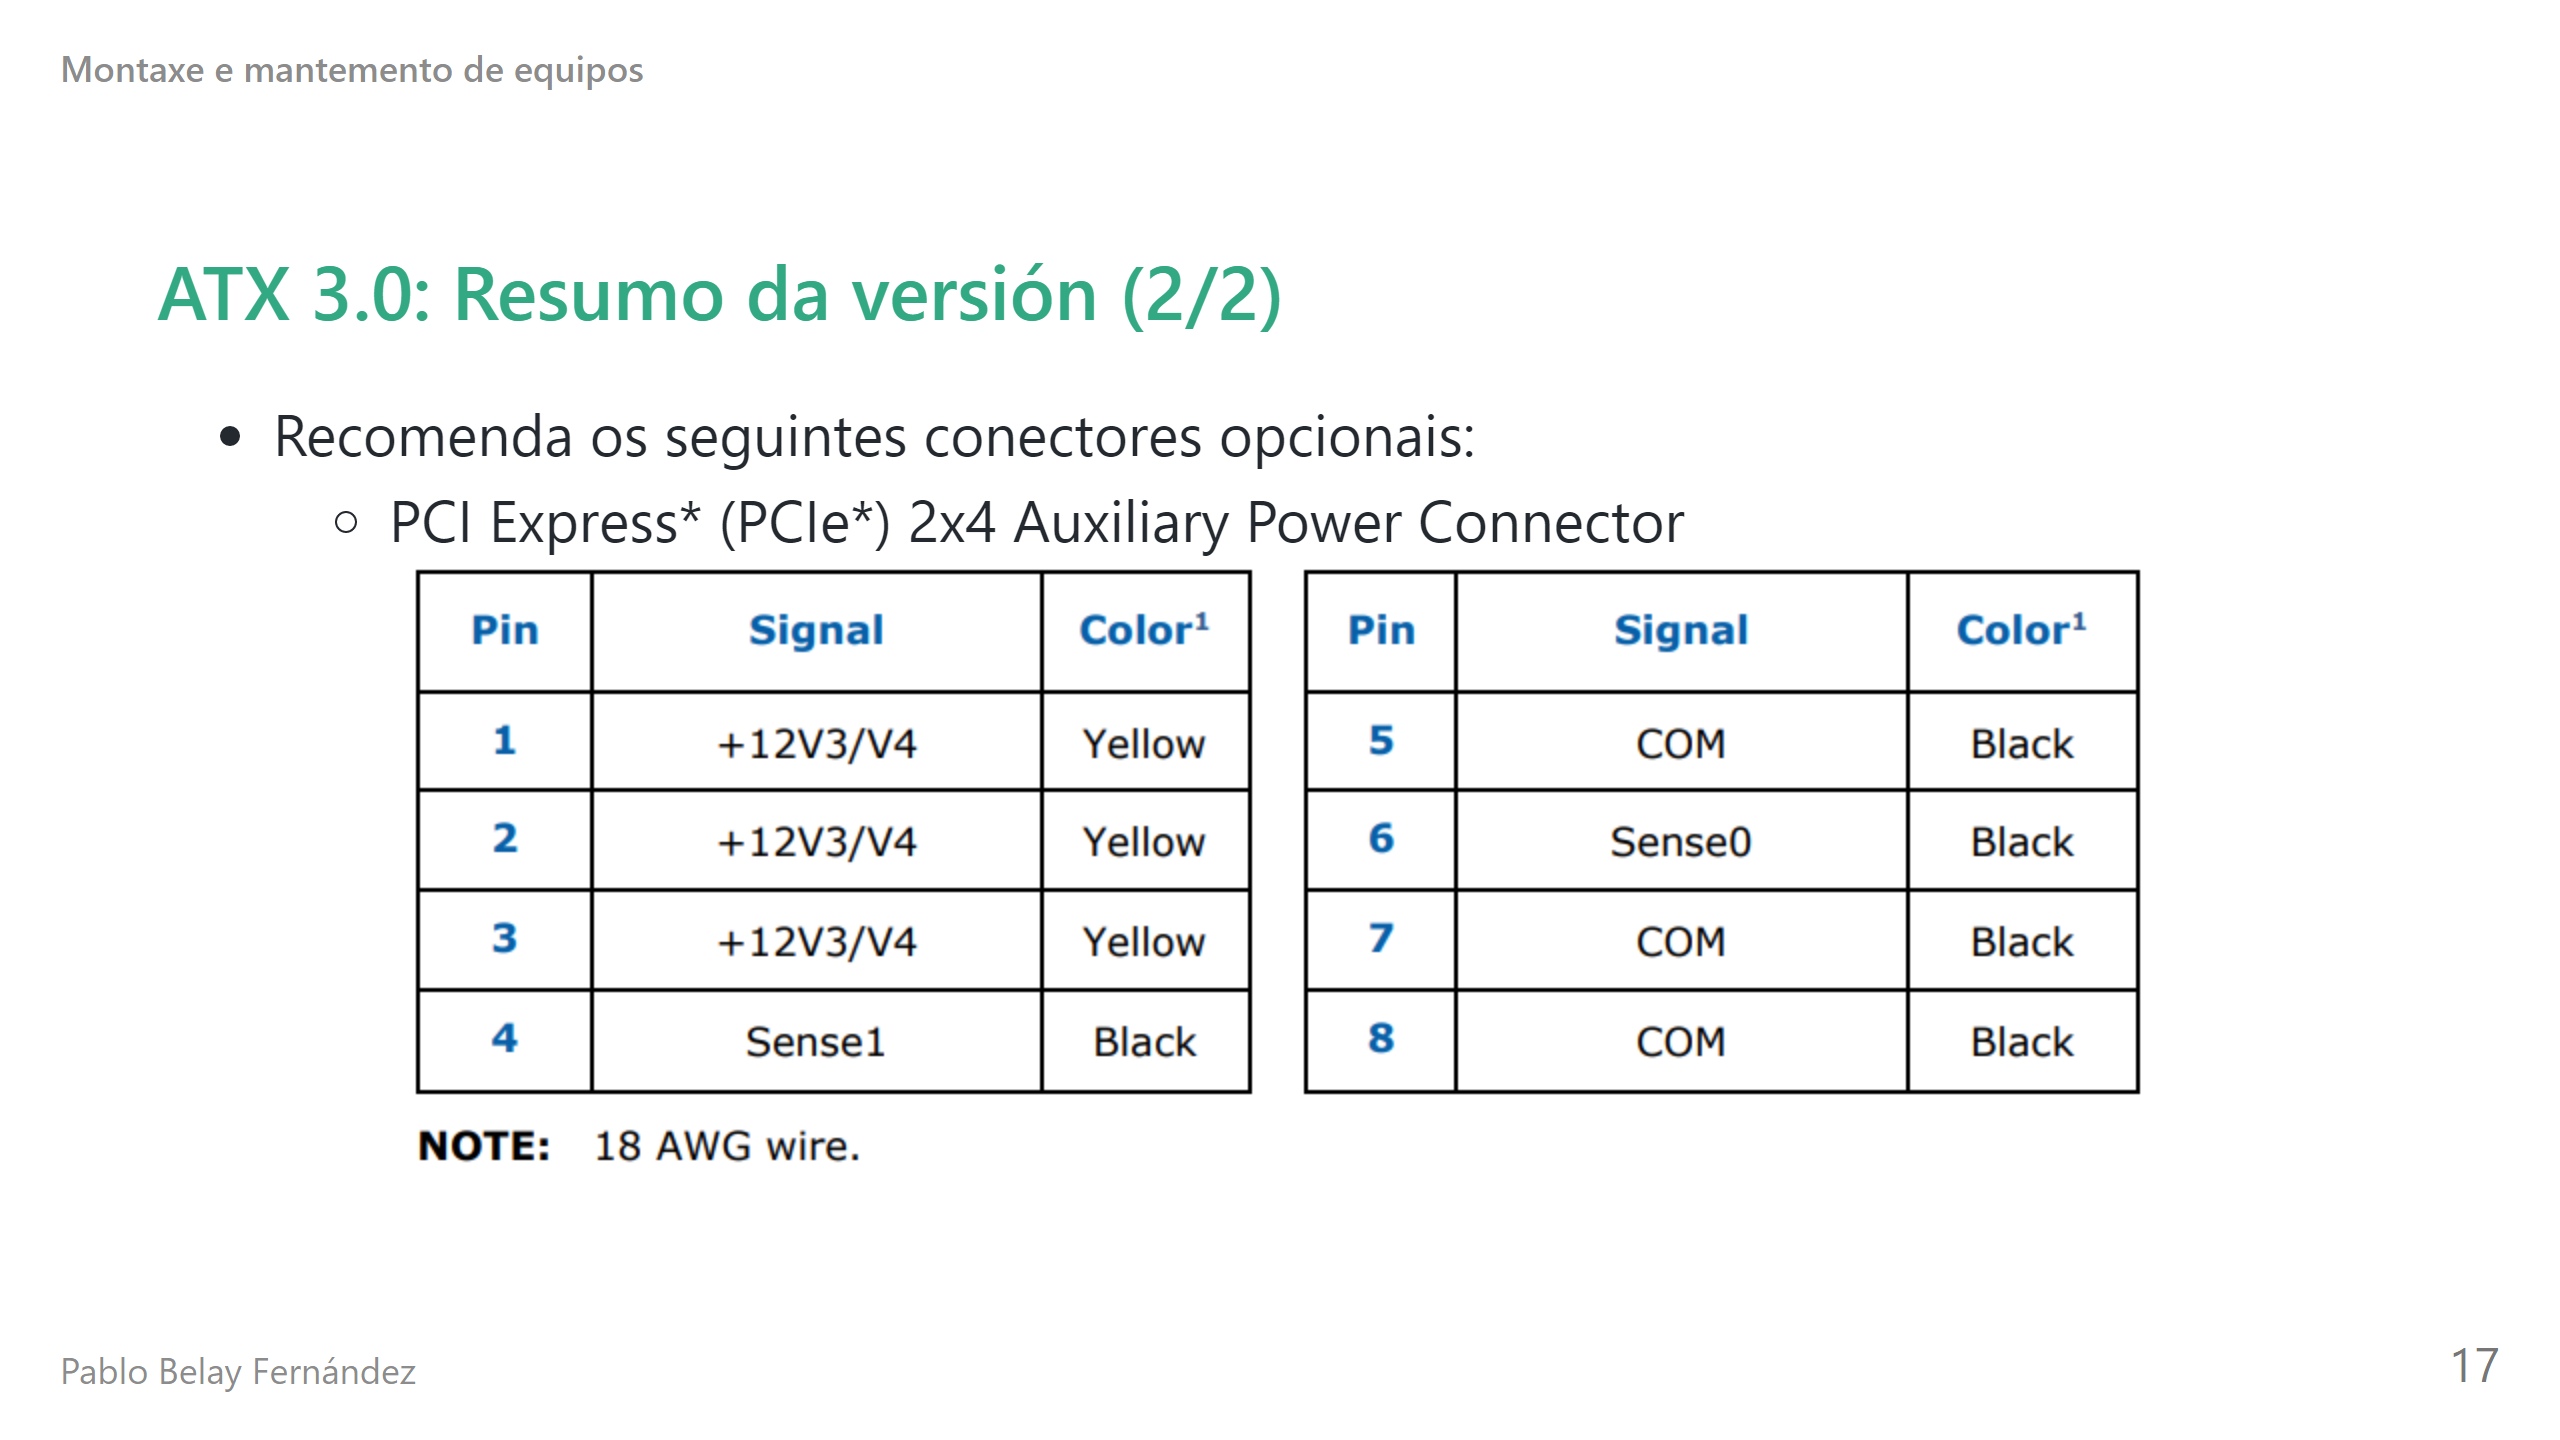 Montaxe e mantemento de equipos
ATX 3.0: Resumo da versión (2/2)
• Recomenda os seguintes conectores opcionais:
○ PCI Express* (PCIe*) 2x4 Auxiliary Power Connector
Pin Signal Color¹ Pin Signal Color¹
1 +12V3/V4 Yellow 5 COM Black
2 +12V3/V4 Yellow 6 Sense0 Black
3 +12V3/V4 Yellow 7 COM Black
4 Sense1 Black 8 COM Black
NOTE: 18 AWG wire.
Pablo Belay Fernández
17